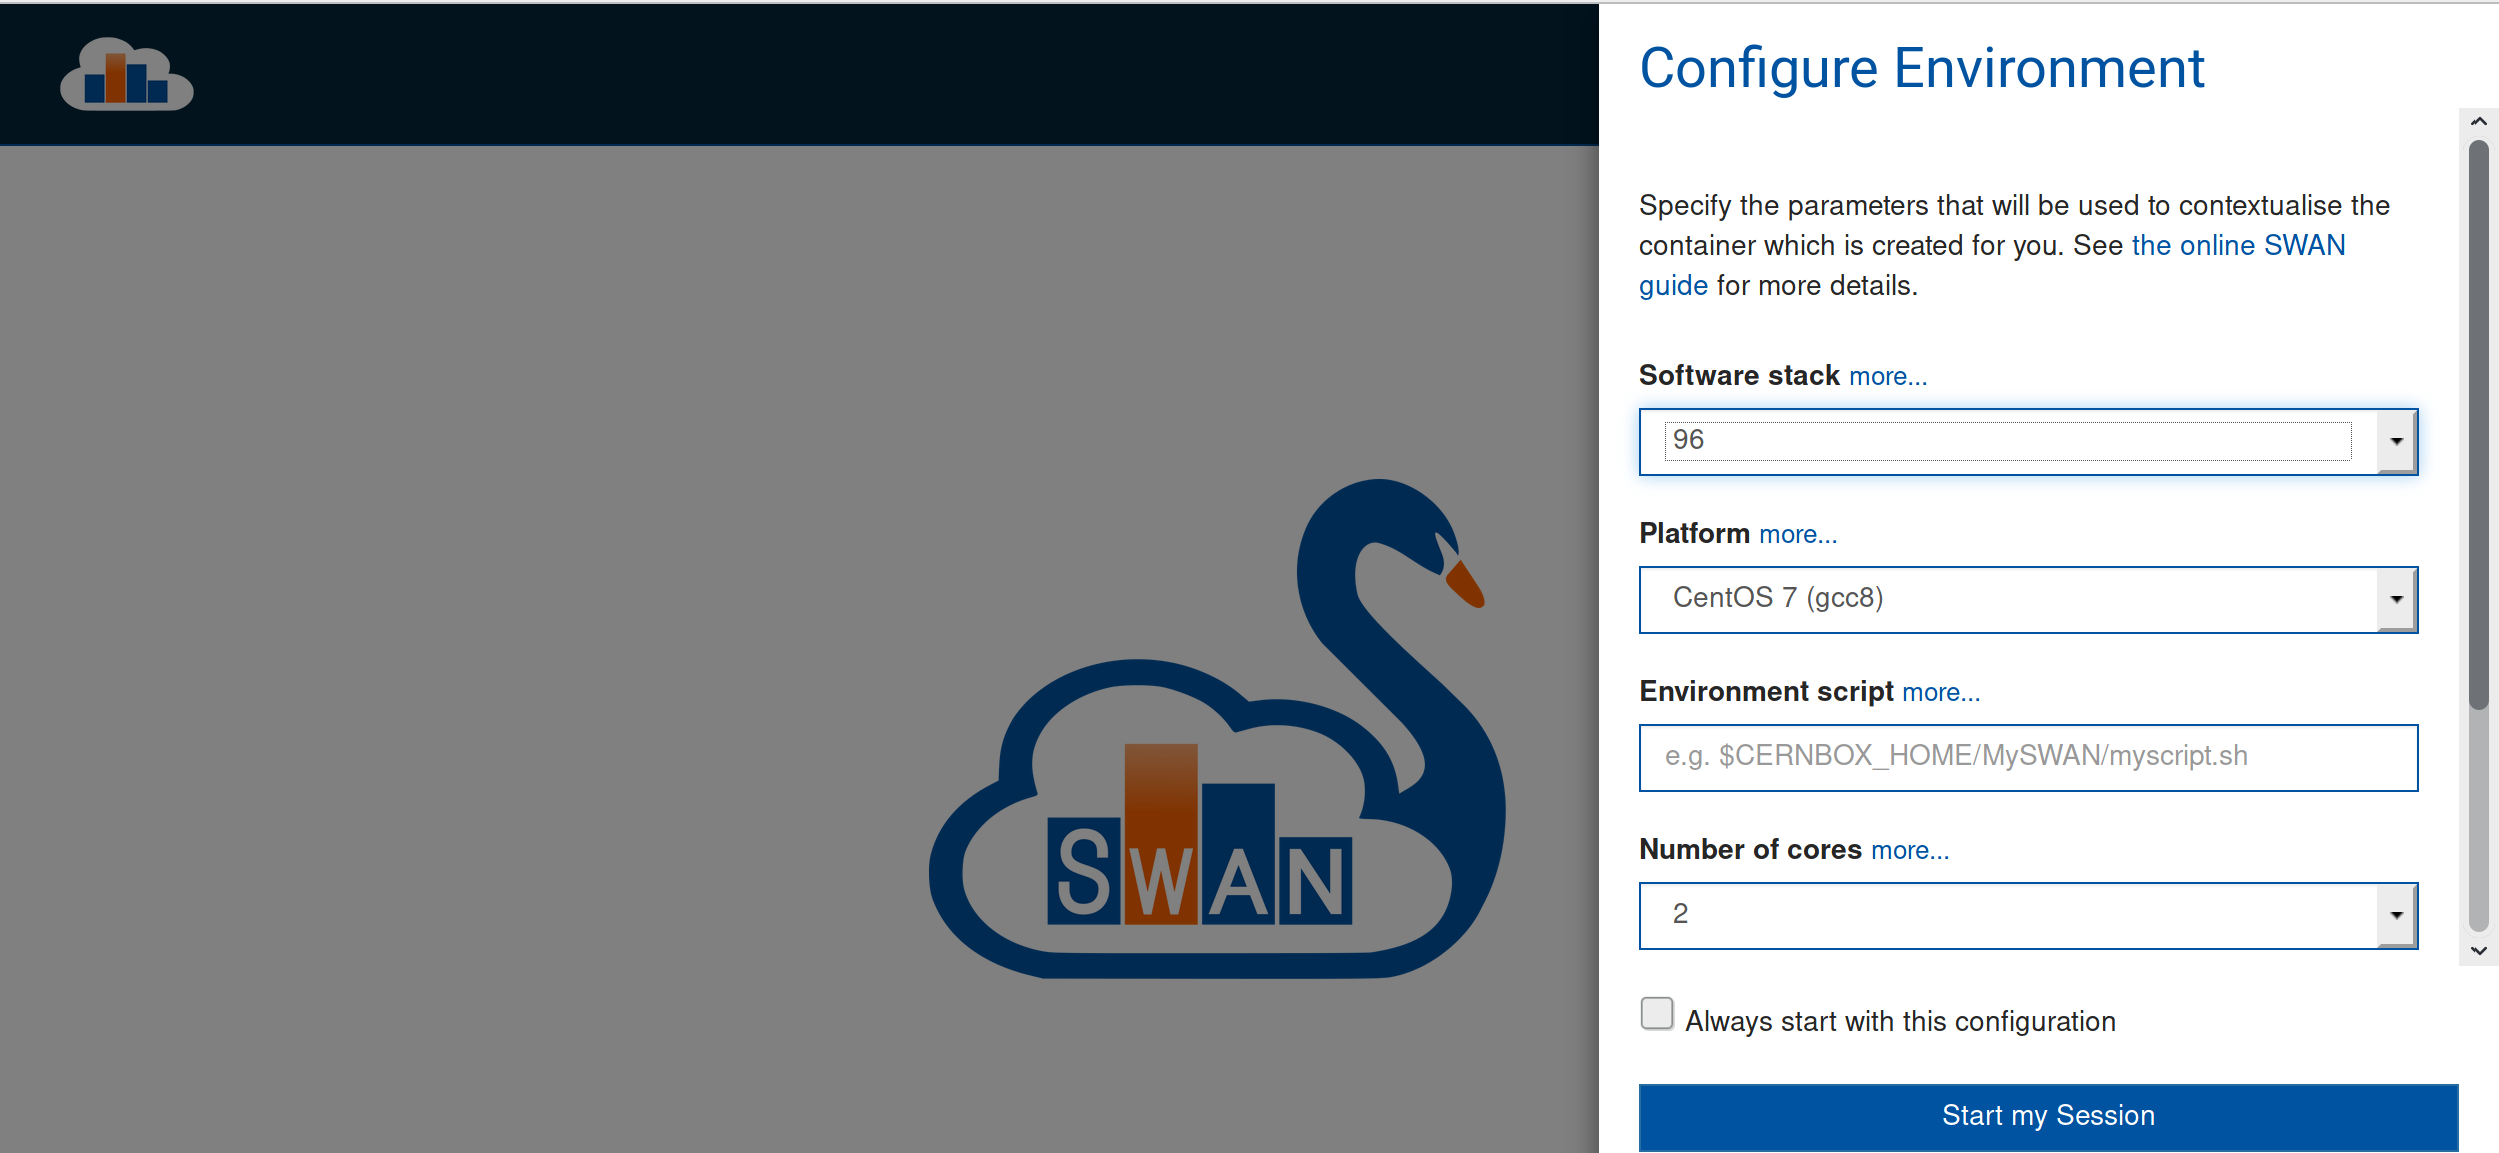 Configure Environment
Specify the parameters that will be used to contextualise the
container which is created for you. See the online SWAN
guide for more details.
Software stack more...
96
Platform more...
CentOS 7 (gcc8)
Environment script more...
e.g. $CERNBOX_HOME/MySWAN/myscript.sh
Number of cores more...
2
Always start with this configuration
Start my Session
SWAN